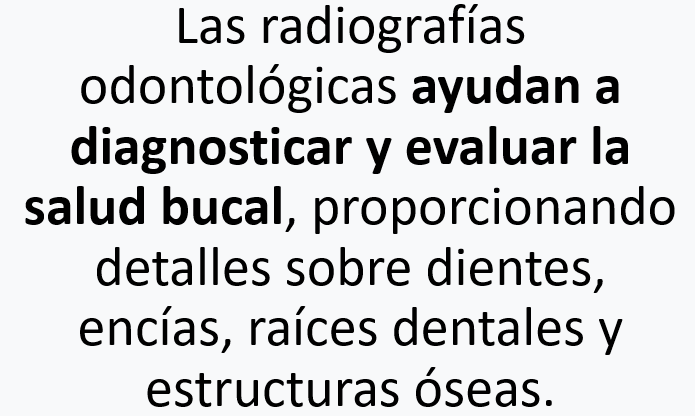 Las radiografías
odontológicas ayudan a
diagnosticar y evaluar la
salud bucal, proporcionando
detalles sobre dientes,
encías, raíces dentales y
estructuras óseas.